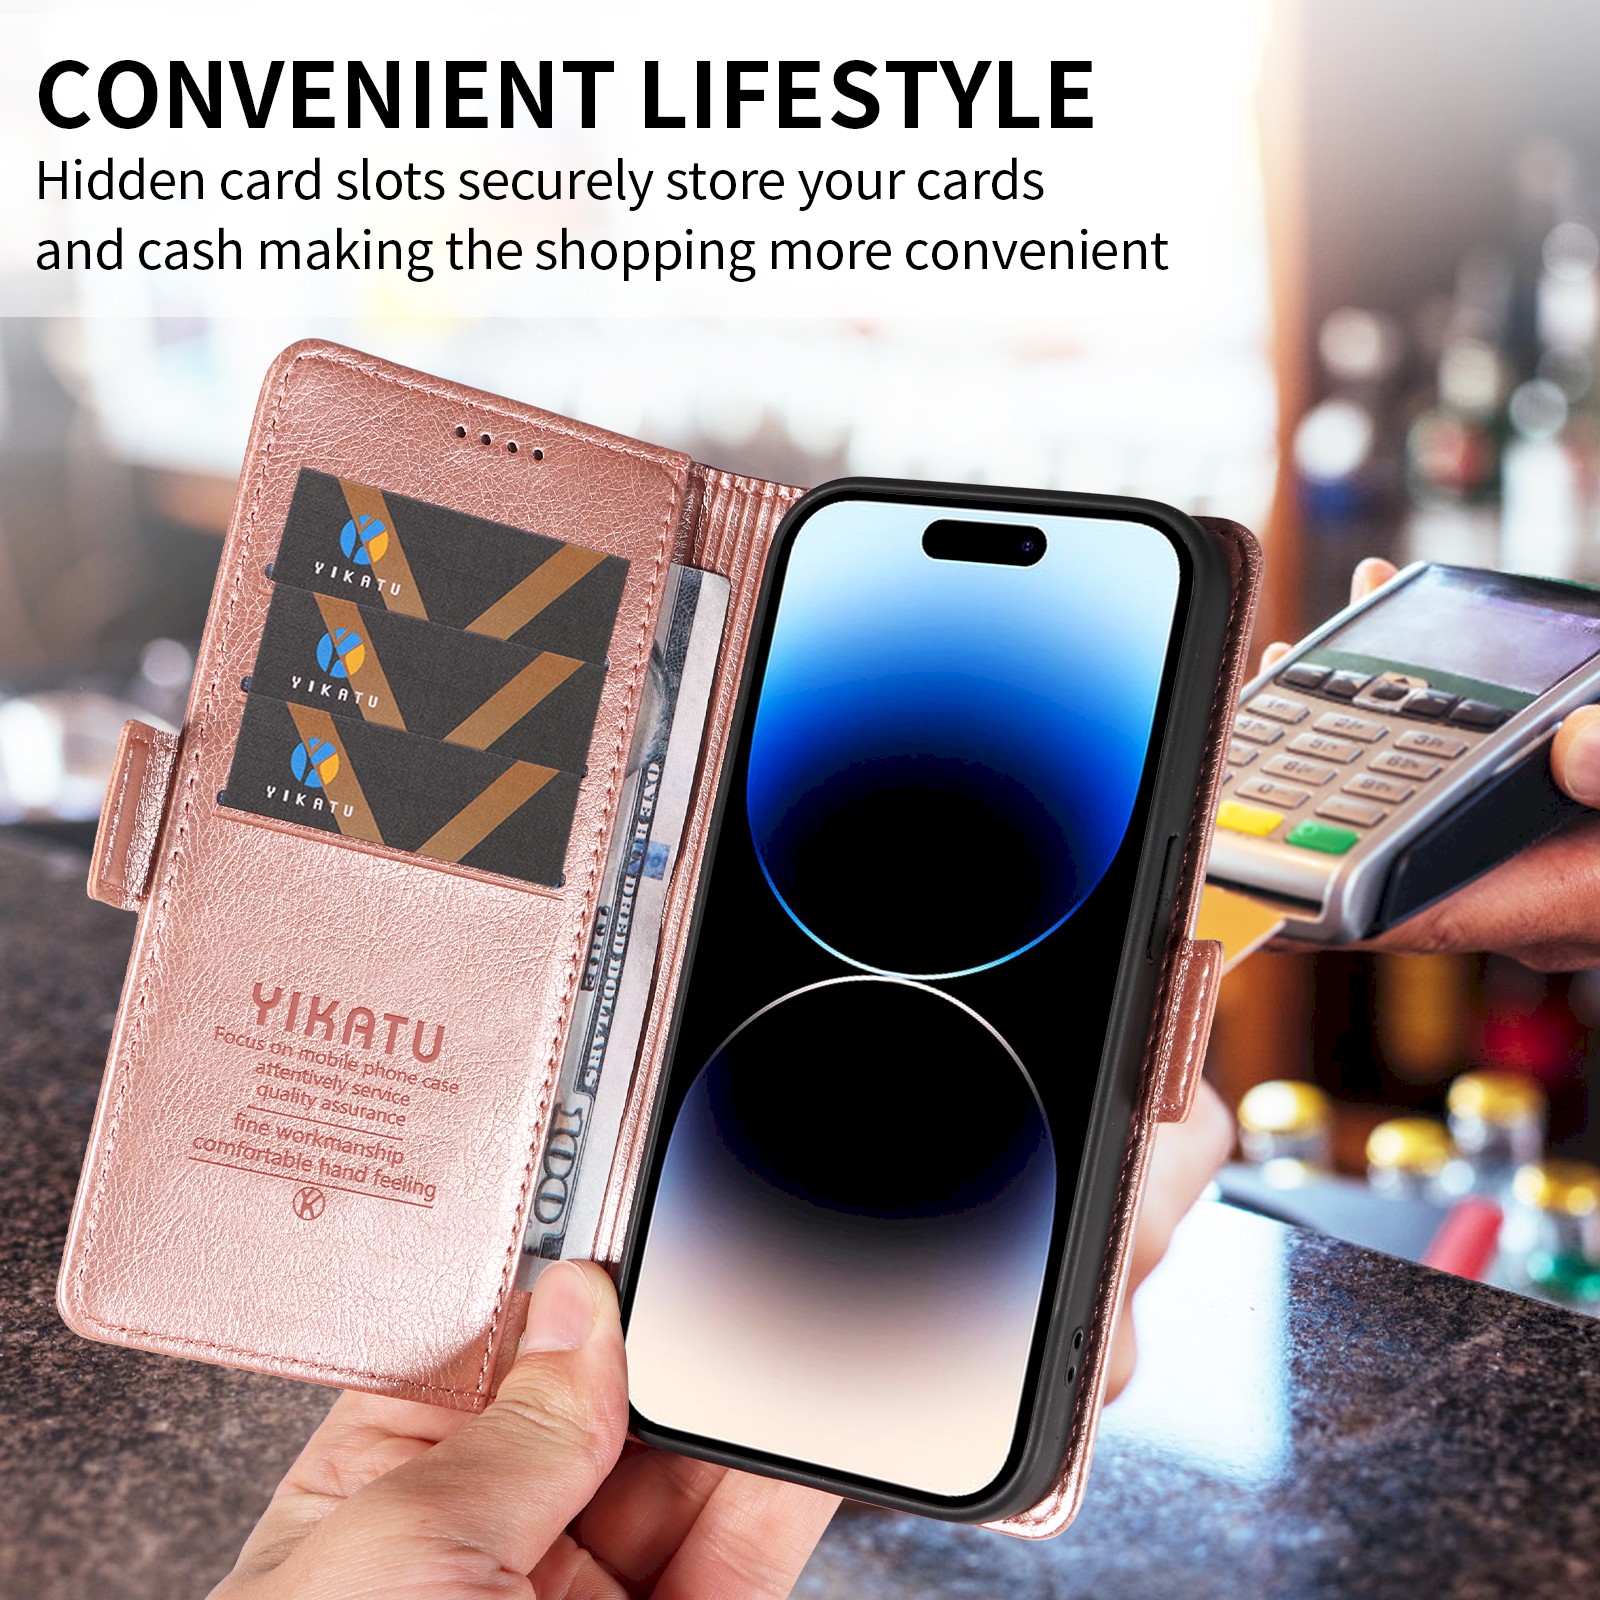 CONVENIENT LIFESTYLE
Hidden card slots securely store your cards
and cash making the shopping more convenient
YIKATU
YIKATU
YIKATU
YIKATU
Focus on mobile phone case
attentively service
quality assurance
fine workmanship
comfortable hand feeling
100